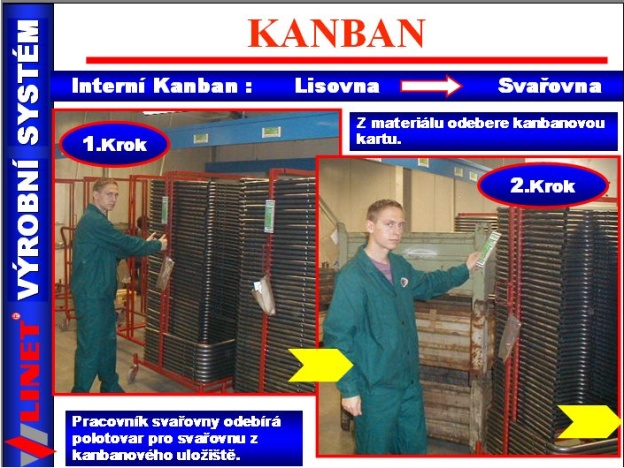 KANBAN
Interní Kanban : Lisovna Svařovna
1.Krok
Z materiálu odebere kanbanovou
kartu.
2.Krok
Pracovník svařovny odebírá
polotovar pro svařovnu z
kanbanového uložiště.
LINET® VÝROBNÍ SYSTÉM